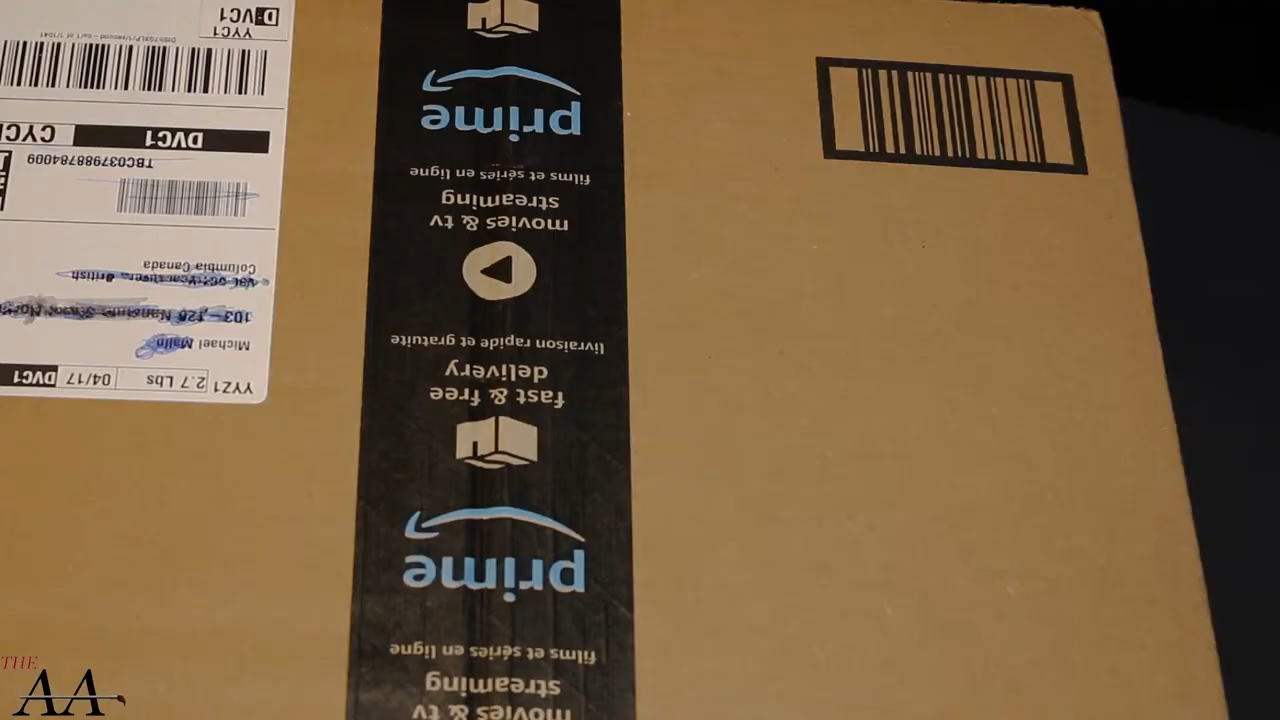 movies & tv
streaming
films et séries en ligne
prime
fast & free
delivery
livraison rapide et gratuite
movies & tv
streaming
films et séries en ligne
prime
YYZ1 2.7 Lbs 04/17 DVC1
Michael
British
Columbia Canada
TBC037988784009
DVC1
YYC1
THE
AA